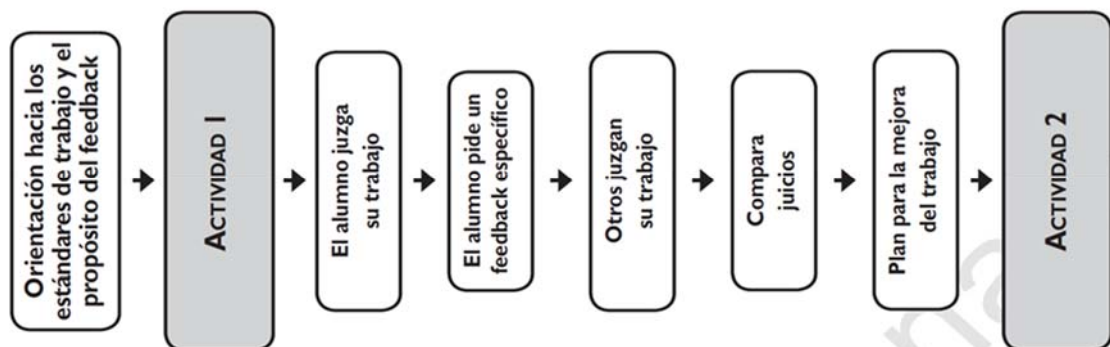 Orientación hacia los
estándares de trabajo y el
propósito del feedback
ACTIVIDAD 1
El alumno juzga
su trabajo
El alumno pide un
feedback específico
Otros juzgan
su trabajo
Compara
juicios
Plan para la mejora
del trabajo
ACTIVIDAD 2